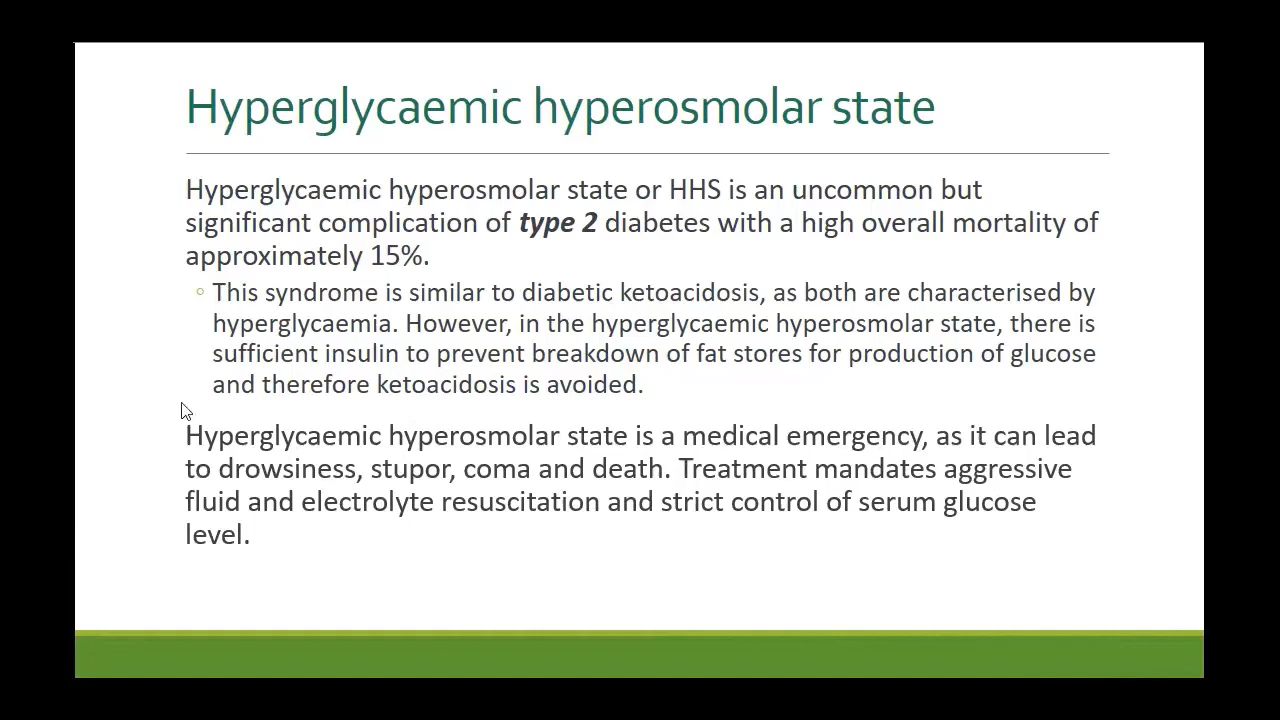 Hyperglycaemic hyperosmolar state
Hyperglycaemic hyperosmolar state or HHS is an uncommon but
significant complication of type 2 diabetes with a high overall mortality of
approximately 15%.
This syndrome is similar to diabetic ketoacidosis, as both are characterised by
hyperglycaemia. However, in the hyperglycaemic hyperosmolar state, there is
sufficient insulin to prevent breakdown of fat stores for production of glucose
and therefore ketoacidosis is avoided.
Hyperglycaemic hyperosmolar state is a medical emergency, as it can lead
to drowsiness, stupor, coma and death. Treatment mandates aggressive
fluid and electrolyte resuscitation and strict control of serum glucose
level.